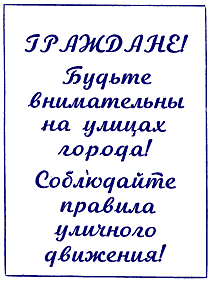 ГРАЖДАНЕ!
Будьте
внимательны
на улицах
города!
Соблюдайте
правила
уличного
движения!